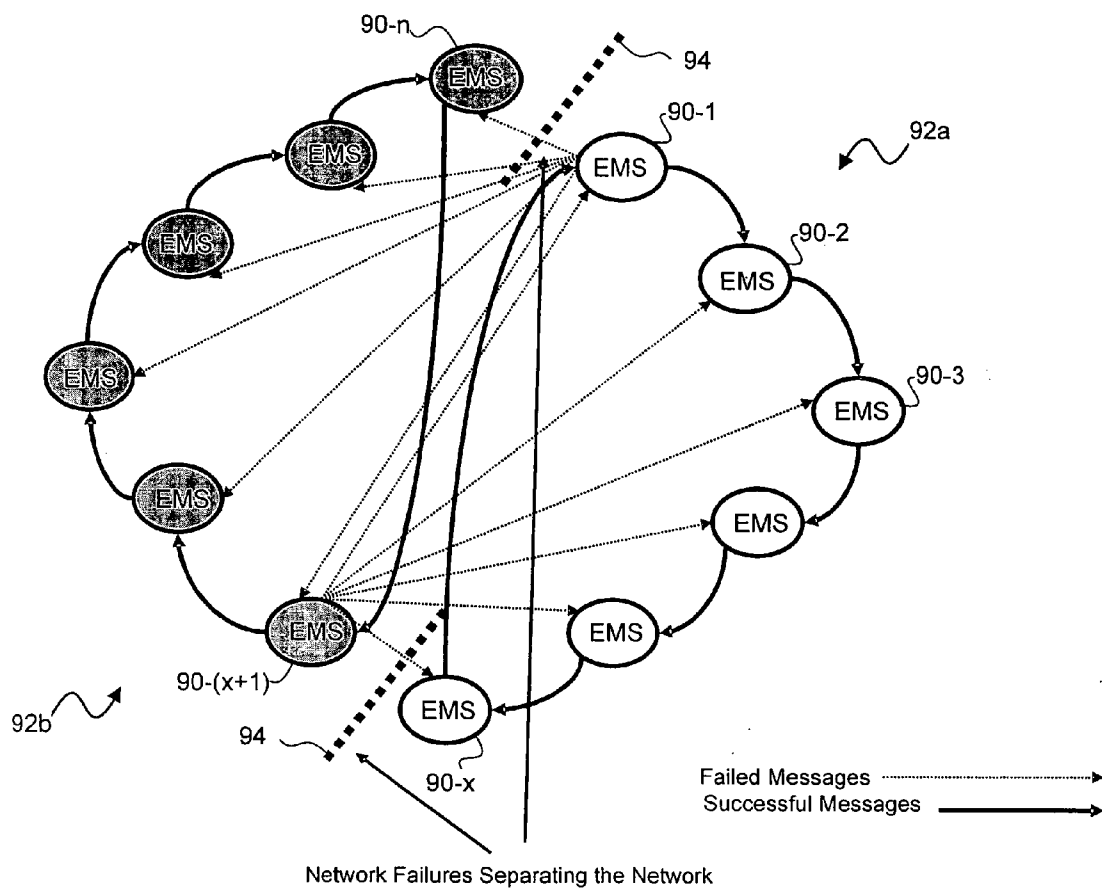 90-n
94
EMS
90-1
92a
EMS
EMS
90-2
EMS
EMS
90-3
EMS
EMS
EMS
EMS
EMS
EMS
90-(x+1)
92b
EMS
94
90-x
Failed Messages
Successful Messages
Network Failures Separating the Network